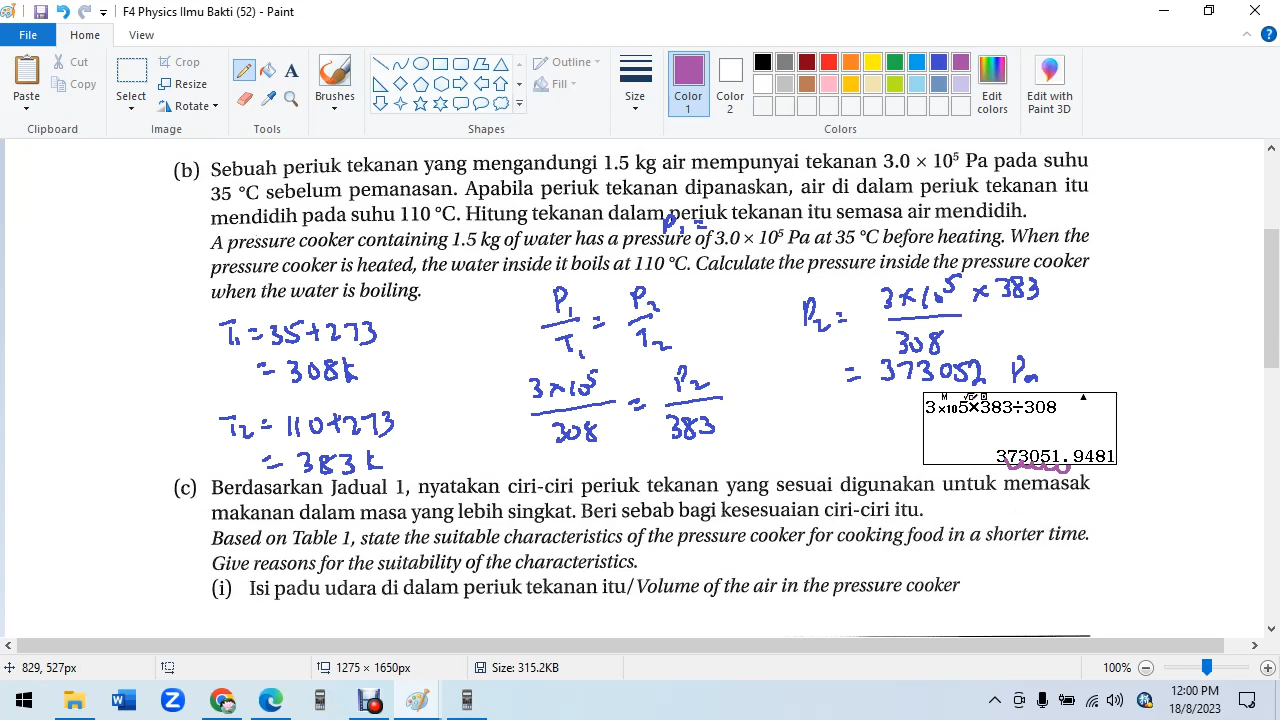 F4 Physics Ilmu Bakti (52) - Paint
File Home View
Paste Cut Copy Clipboard
Select Crop Resize Rotate Image
Tools
Brushes
Outline Fill Shapes
Size
Color 1 Color 2 Colors
Edit colors
Edit with Paint 3D
(b) Sebuah periuk tekanan yang mengandungi 1.5 kg air mempunyai tekanan 3.0 × 10⁵ Pa pada suhu
35 °C sebelum pemanasan. Apabila periuk tekanan dipanaskan, air di dalam periuk tekanan itu
mendidih pada suhu 110 °C. Hitung tekanan dalam periuk tekanan itu semasa air mendidih.
P₁ =
A pressure cooker containing 1.5 kg of water has a pressure of 3.0 × 10⁵ Pa at 35 °C before heating. When the
pressure cooker is heated, the water inside it boils at 110 °C. Calculate the pressure inside the pressure cooker
when the water is boiling.
T₁ = 35+273
= 308k
T₂ = 110+273
= 383k
P₁/T₁ = P₂/T₂
3×10⁵/308 = P₂/383
P₂ = 3×10⁵ × 383/308
= 373052 Pa
M √ D ▲
3×105×383÷308
373051.9481
(c) Berdasarkan Jadual 1, nyatakan ciri-ciri periuk tekanan yang sesuai digunakan untuk memasak
makanan dalam masa yang lebih singkat. Beri sebab bagi kesesuaian ciri-ciri itu.
Based on Table 1, state the suitable characteristics of the pressure cooker for cooking food in a shorter time.
Give reasons for the suitability of the characteristics.
(i) Isi padu udara di dalam periuk tekanan itu/Volume of the air in the pressure cooker
829, 527px 1275 × 1650px Size: 315.2KB 100%
12:00 PM
18/8/2023